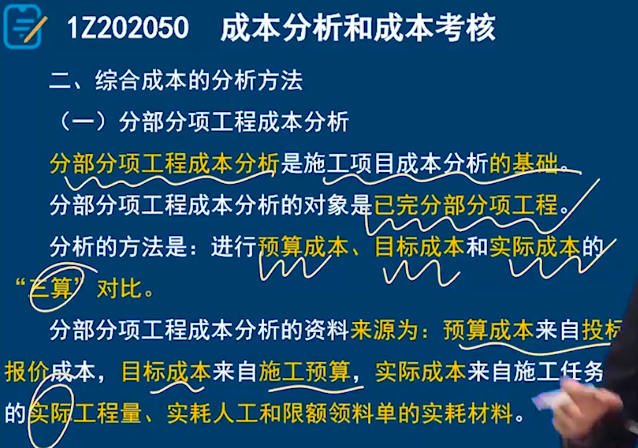 1Z202050 成本分析和成本考核
二、综合成本的分析方法
（一）分部分项工程成本分析
分部分项工程成本分析是施工项目成本分析的基础。
分部分项工程成本分析的对象是已完分部分项工程。
分析的方法是：进行预算成本、目标成本和实际成本的
“三算”对比。
分部分项工程成本分析的资料来源为：预算成本来自投标
报价成本，目标成本来自施工预算，实际成本来自施工任务
的实际工程量、实耗人工和限额领料单的实耗材料。